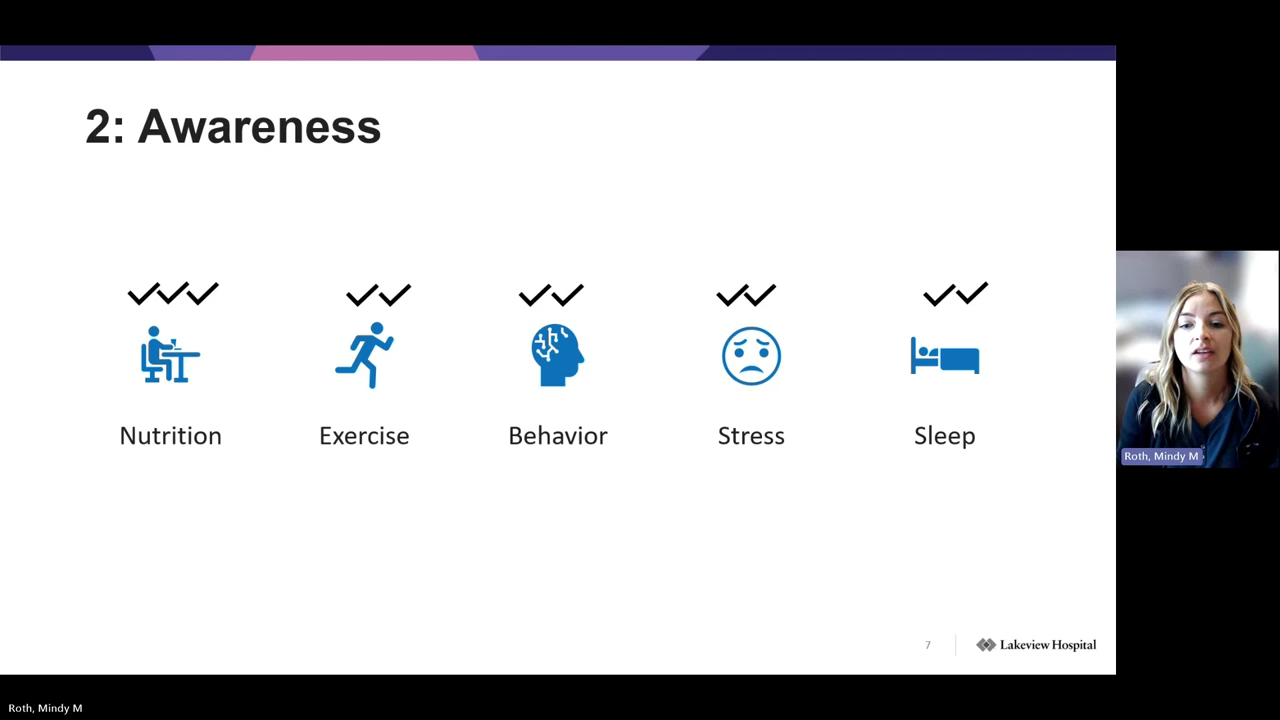 2: Awareness
Nutrition
Exercise
Behavior
Stress
Sleep
Roth, Mindy M
7
Lakeview Hospital
Roth, Mindy M